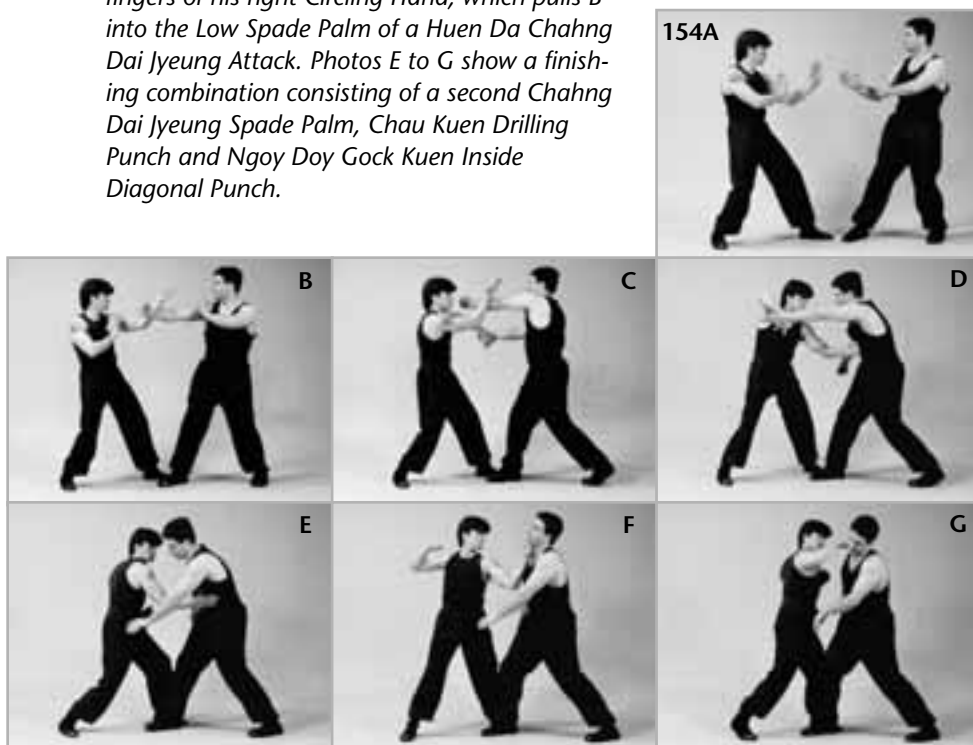 fingers of his right Circling Hand, which pulls B
into the Low Spade Palm of a Huen Da Chahng
Dai Jyeung Attack. Photos E to G show a finish-
ing combination consisting of a second Chahng
Dai Jyeung Spade Palm, Chau Kuen Drilling
Punch and Ngoy Doy Gock Kuen Inside
Diagonal Punch.
154A
B
C
D
E
F
G